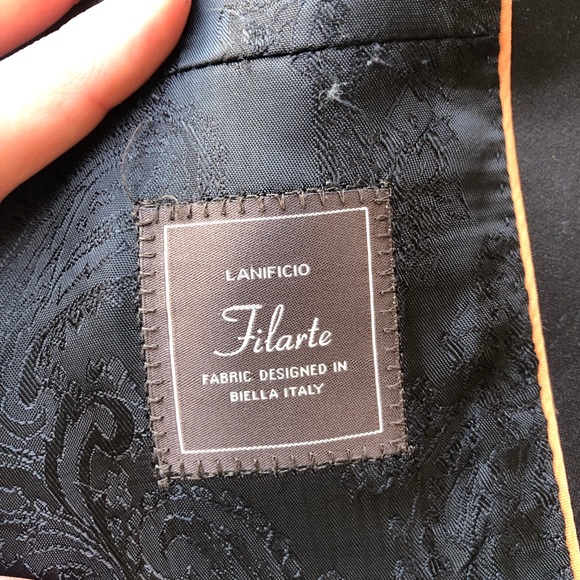 LANIFICIO
Filarte
FABRIC DESIGNED IN
BIELLA ITALY